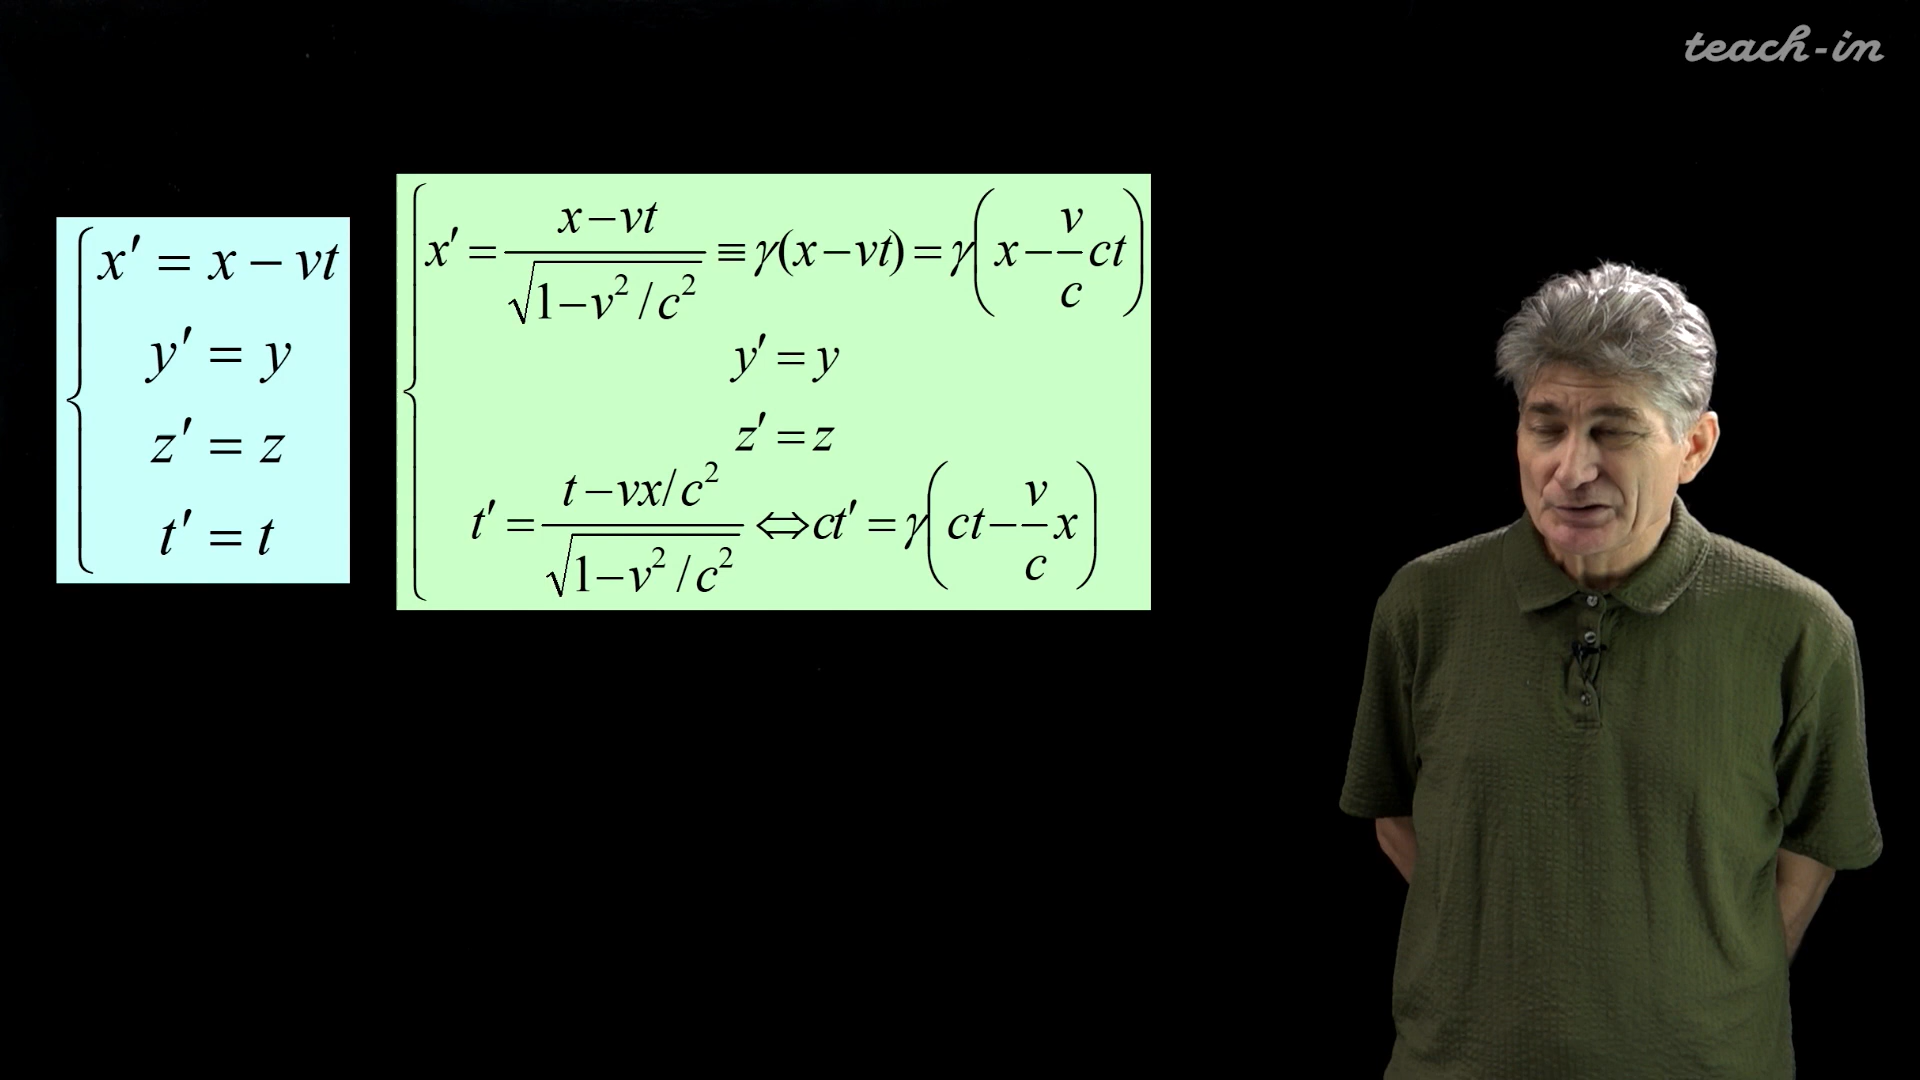 teach-in
x′ = x − vt
y′ = y
z′ = z
t′ = t
x′ = (x − vt) / √(1 − v²/c²) ≡ γ(x − vt) = γ(x − (v/c)ct)
y′ = y
z′ = z
t′ = (t − vx/c²) / √(1 − v²/c²) ⇔ ct′ = γ(ct − (v/c)x)